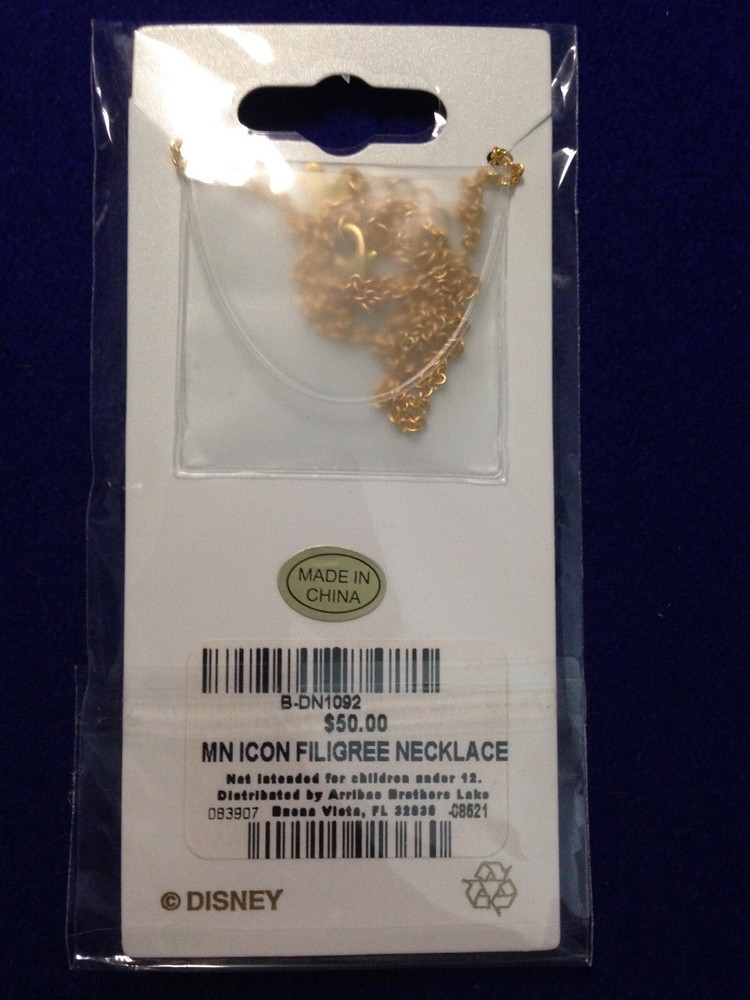 MADE IN
CHINA
B-DN1092
$50.00
MN ICON FILIGREE NECKLACE
Not intended for children under 12.
Distributed by Arribas Brothers Lake
083907 Buena Vista, FL 32830 -C8621
© DISNEY